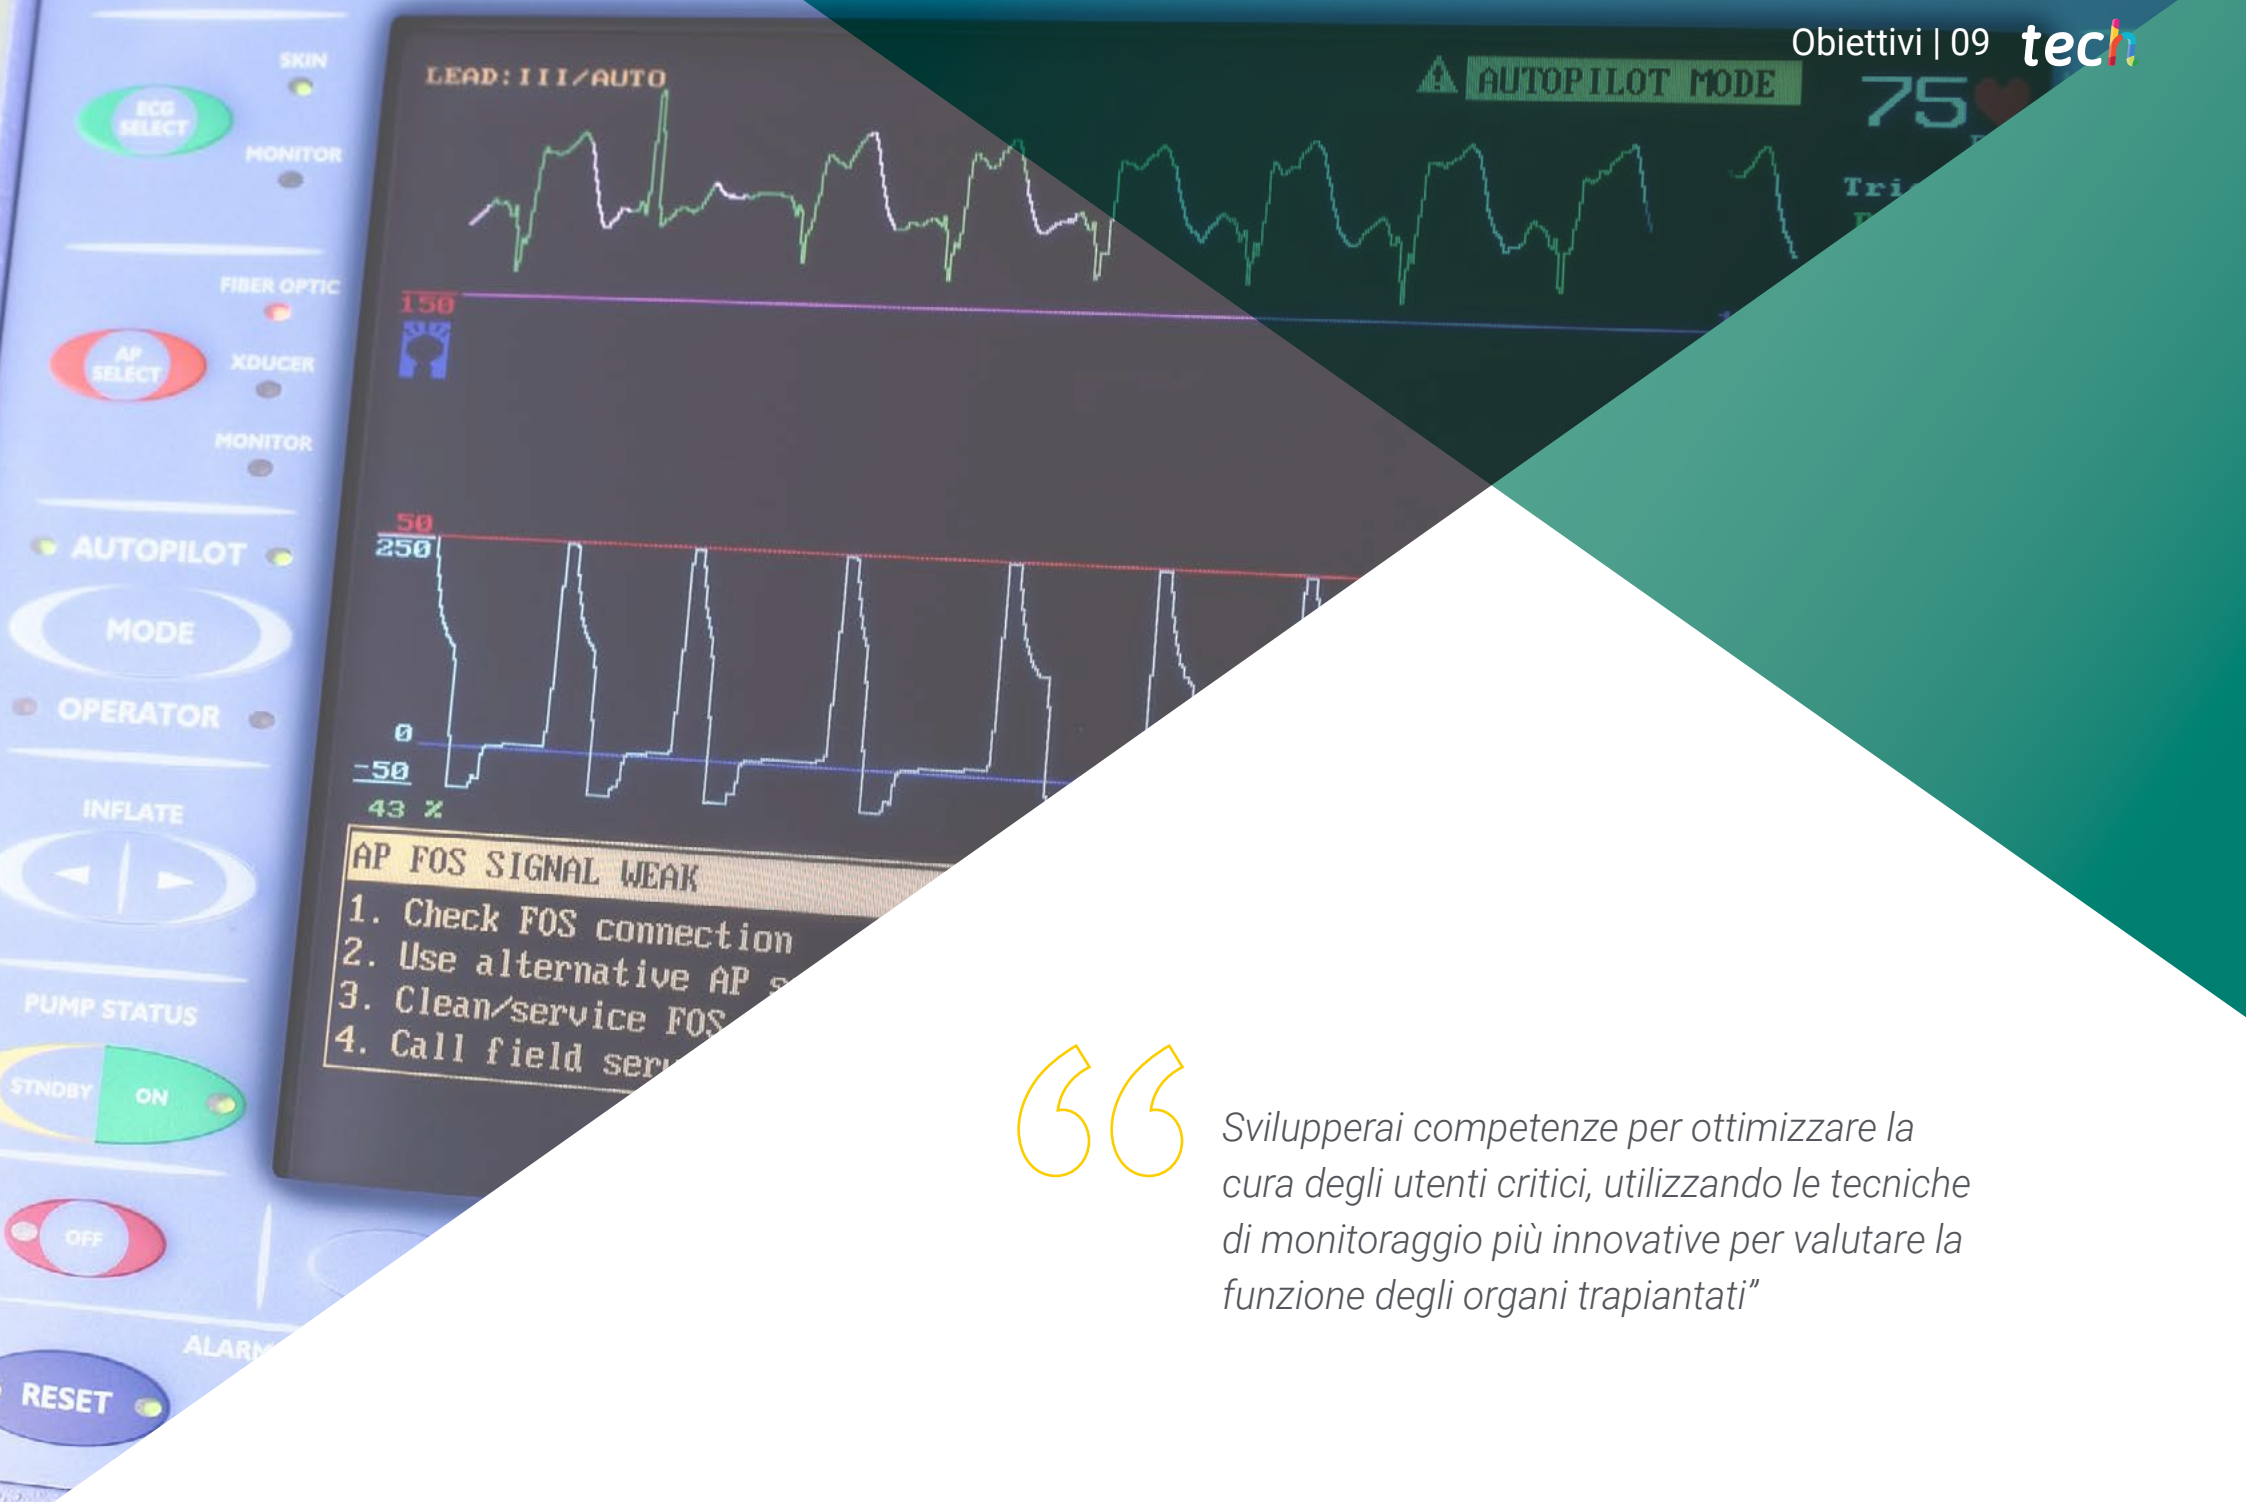 Obiettivi | 09 tech
SKIN
ECG
SELECT
MONITOR
FIBER OPTIC
AP
SELECT
XDUCER
MONITOR
AUTOPILOT
MODE
OPERATOR
INFLATE
PUMP STATUS
STNDBY ON
OFF
RESET
LEAD:III/AUTO
AUTOPILOT MODE
75
150
50
250
0
-50
43 %
AP FOS SIGNAL WEAK
1. Check FOS connection
2. Use alternative AP
3. Clean/service FOS
4. Call field
Sviluppperai competenze per ottimizzare la
cura degli utenti critici, utilizzando le tecniche
di monitoraggio più innovative per valutare la
funzione degli organi trapiantati”